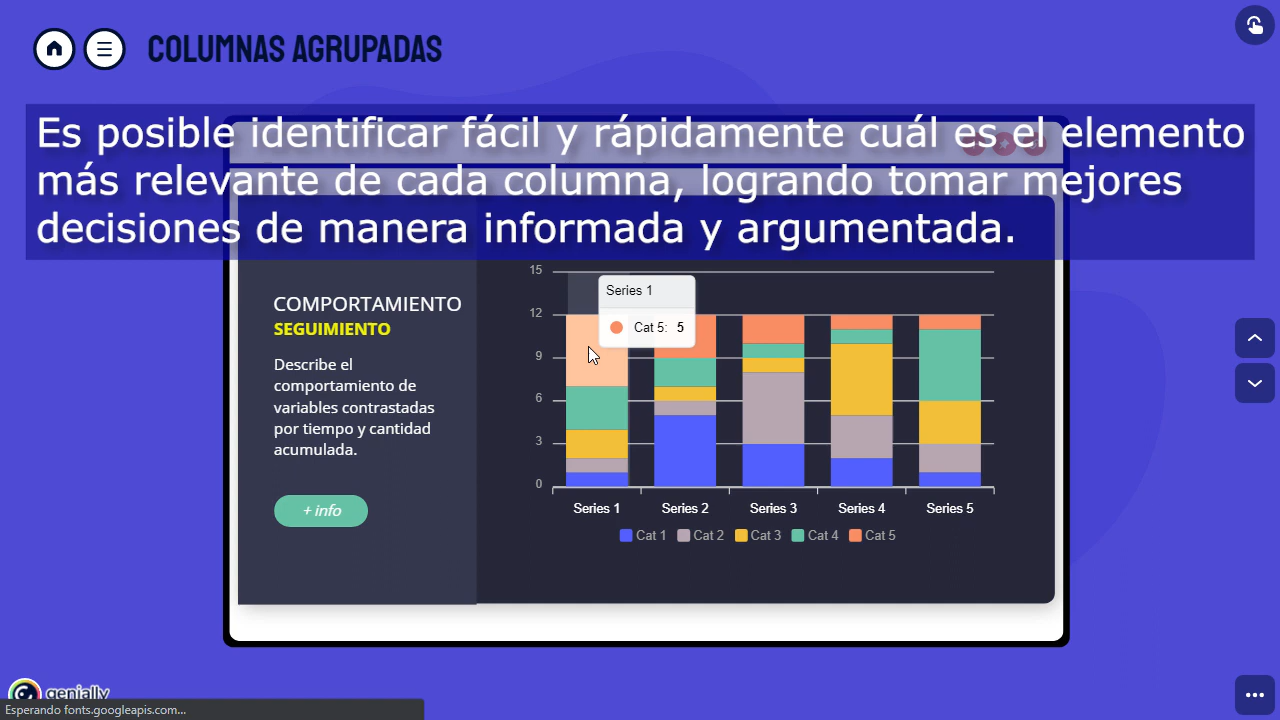 COLUMNAS AGRUPADAS
Es posible identificar fácil y rápidamente cuál es el elemento
más relevante de cada columna, logrando tomar mejores
decisiones de manera informada y argumentada.
COMPORTAMIENTO
SEGUIMIENTO
Describe el
comportamiento de
variables contrastadas
por tiempo y cantidad
acumulada.
+ info
15
12
9
6
3
0
Series 1
Cat 5: 5
Series 1 Series 2 Series 3 Series 4 Series 5
Cat 1 Cat 2 Cat 3 Cat 4 Cat 5
genially
Esperando fonts.googleapis.com...